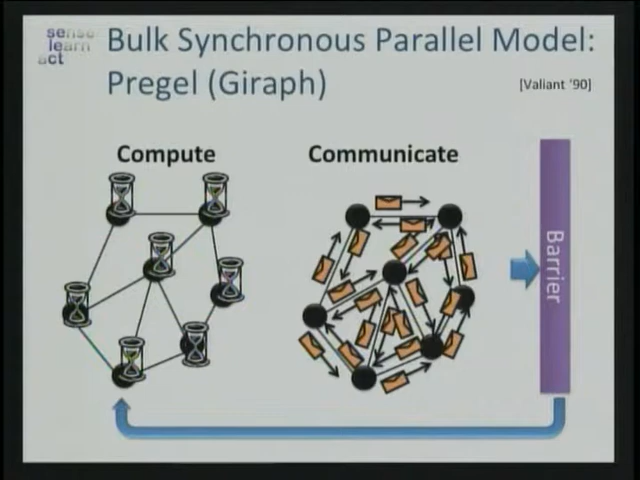 sense
learn
act
Bulk Synchronous Parallel Model:
Pregel (Giraph)
[Valiant '90]
Compute
Communicate
Barrier